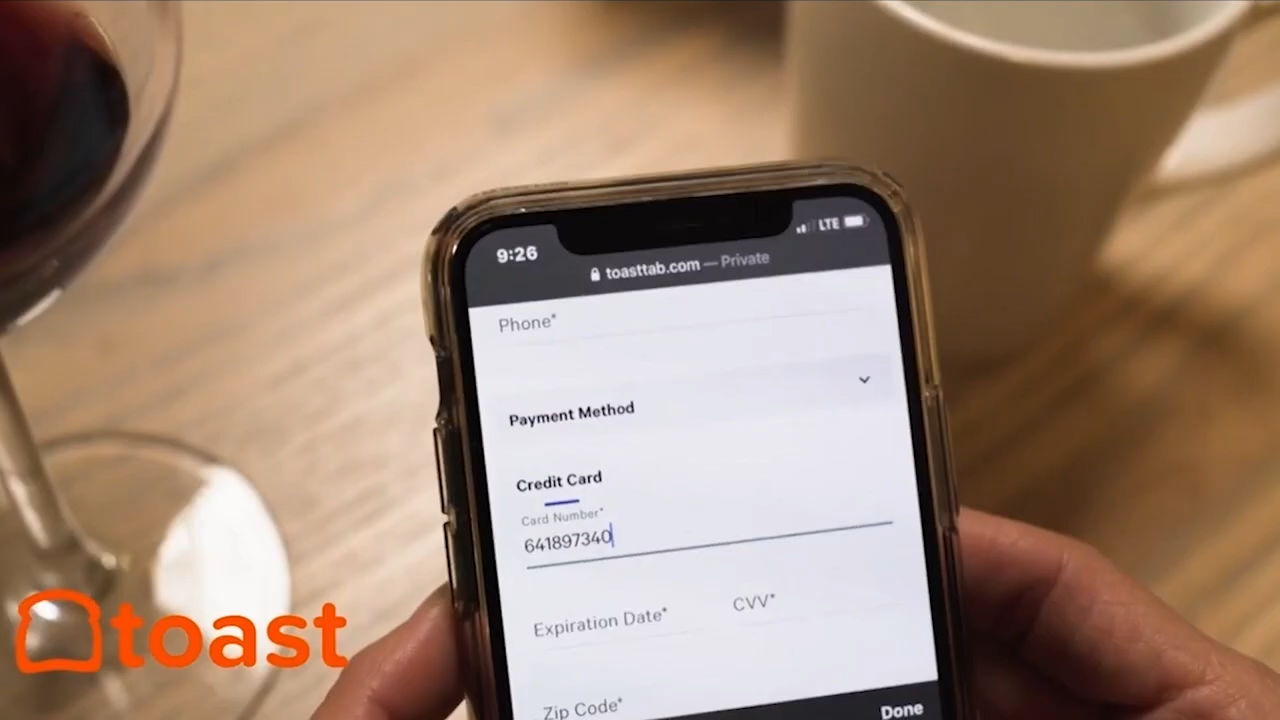 9:26
LTE
toasttab.com — Private
Phone*
Payment Method
Credit Card
Card Number*
641897340
Expiration Date*
CVV*
Zip Code*
Done
toast